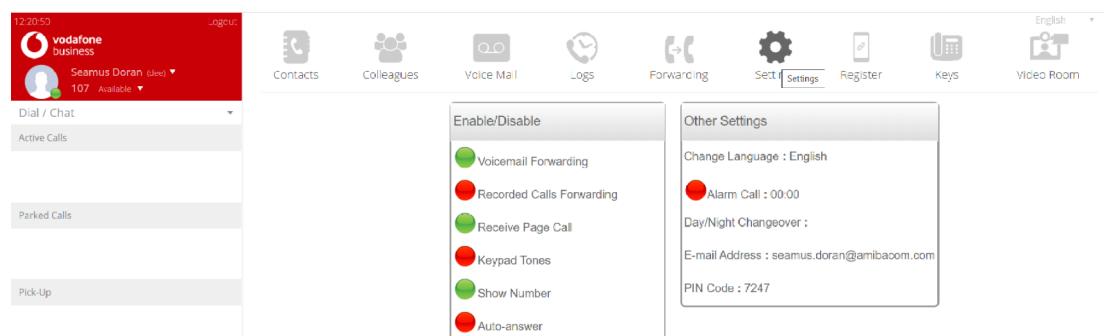 12:20:50 Logout
vodafone
business
Seamus Doran (User)
107 Available
Dial / Chat
Active Calls
Parked Calls
Pick-Up
English
Contacts Colleagues Voice Mail Logs Forwarding Settings Register Keys Video Room
Settings
Enable/Disable
Voicemail Forwarding
Recorded Calls Forwarding
Receive Page Call
Keypad Tones
Show Number
Auto-answer
Other Settings
Change Language : English
Alarm Call : 00:00
Day/Night Changeover :
E-mail Address : seamus.doran@amibacom.com
PIN Code : 7247